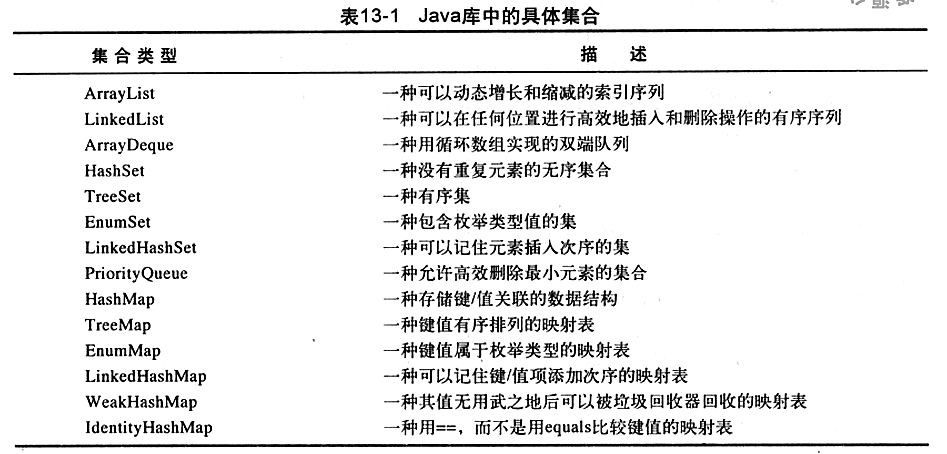 表13-1 Java库中的具体集合
集合类型 描述
ArrayList 一种可以动态增长和缩减的索引序列
LinkedList 一种可以在任何位置进行高效地插入和删除操作的有序序列
ArrayDeque 一种用循环数组实现的双端队列
HashSet 一种没有重复元素的无序集合
TreeSet 一种有序集
EnumSet 一种包含枚举类型值的集
LinkedHashSet 一种可以记住元素插入次序的集
PriorityQueue 一种允许高效删除最小元素的集合
HashMap 一种存储键/值关联的数据结构
TreeMap 一种键值有序排列的映射表
EnumMap 一种键值属于枚举类型的映射表
LinkedHashMap 一种可以记住键/值项添加次序的映射表
WeakHashMap 一种其值无用武之地后可以被垃圾回收器回收的映射表
IdentityHashMap 一种用==，而不是用equals比较键值的映射表